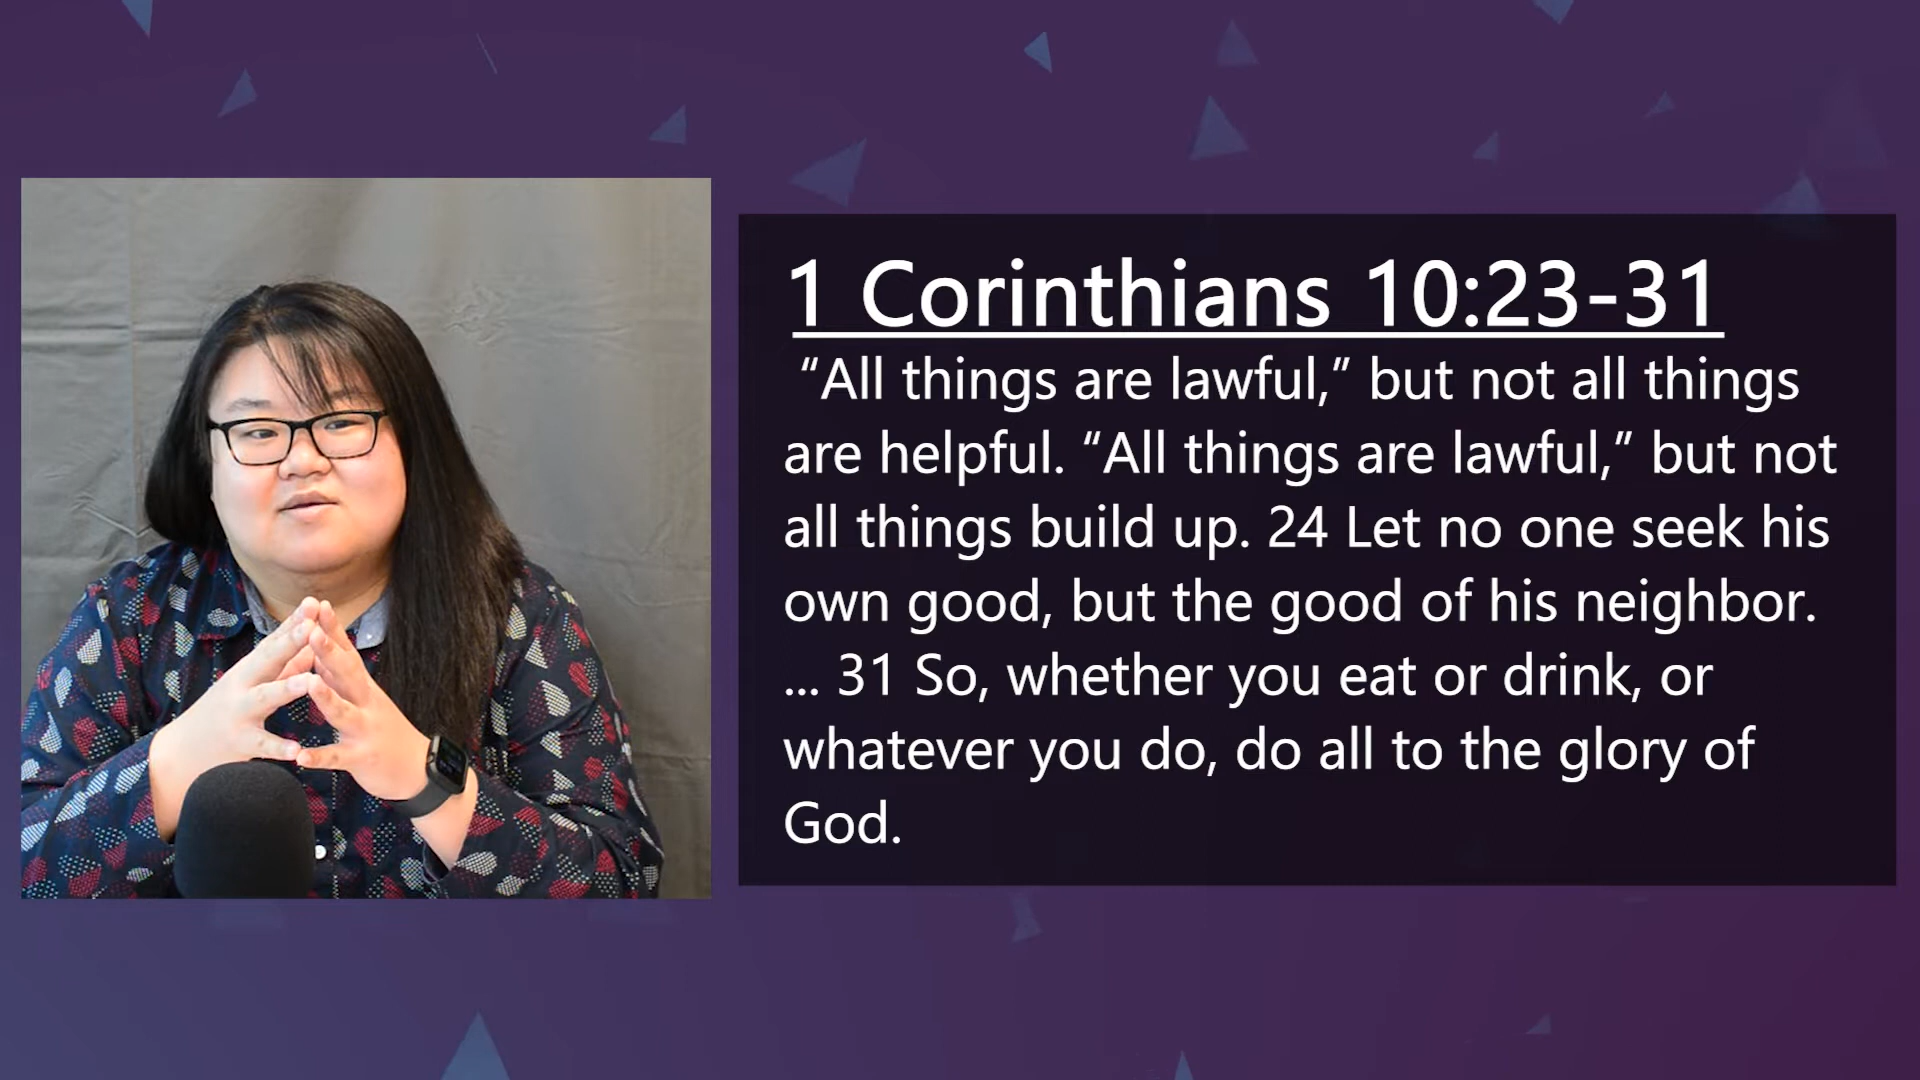 1 Corinthians 10:23-31
“All things are lawful,” but not all things
are helpful. “All things are lawful,” but not
all things build up. 24 Let no one seek his
own good, but the good of his neighbor.
... 31 So, whether you eat or drink, or
whatever you do, do all to the glory of
God.